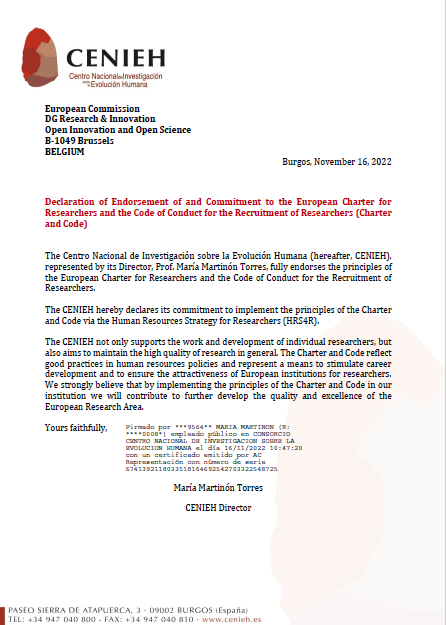 CENIEH
Centro Nacional de Investigación
sobre la Evolución Humana
European Commission
DG Research & Innovation
Open Innovation and Open Science
B-1049 Brussels
BELGIUM
Burgos, November 16, 2022
Declaration of Endorsement of and Commitment to the European Charter for
Researchers and the Code of Conduct for the Recruitment of Researchers (Charter
and Code)
The Centro Nacional de Investigación sobre la Evolución Humana (hereafter, CENIEH),
represented by its Director, Prof. María Martinón Torres, fully endorses the principles of
the European Charter for Researchers and the Code of Conduct for the Recruitment of
Researchers.
The CENIEH hereby declares its commitment to implement the principles of the Charter
and Code via the Human Resources Strategy for Researchers (HRS4R).
The CENIEH not only supports the work and development of individual researchers, but
also aims to maintain the high quality of research in general. The Charter and Code reflect
good practices in human resources policies and represent a means to stimulate career
development and to ensure the attractiveness of European institutions for researchers.
We strongly believe that by implementing the principles of the Charter and Code in our
institution we will contribute to further develop the quality and excellence of the
European Research Area.
Yours faithfully,
Firmado por ***9564** MARIA MARTINON (R:
****0008*) empleado público en CONSORCIO
CENTRO NACIONAL DE INVESTIGACION SOBRE LA
EVOLUCION HUMANA el día 16/11/2022 10:47:20
con un certificado emitido por AC
Representación con número de serie
María Martinón Torres
CENIEH Director
PASEO SIERRA DE ATAPUERCA, 3 - 09002 BURGOS (España)
TEL: +34 947 040 800 - FAX: +34 947 040 810 · www.cenieh.es